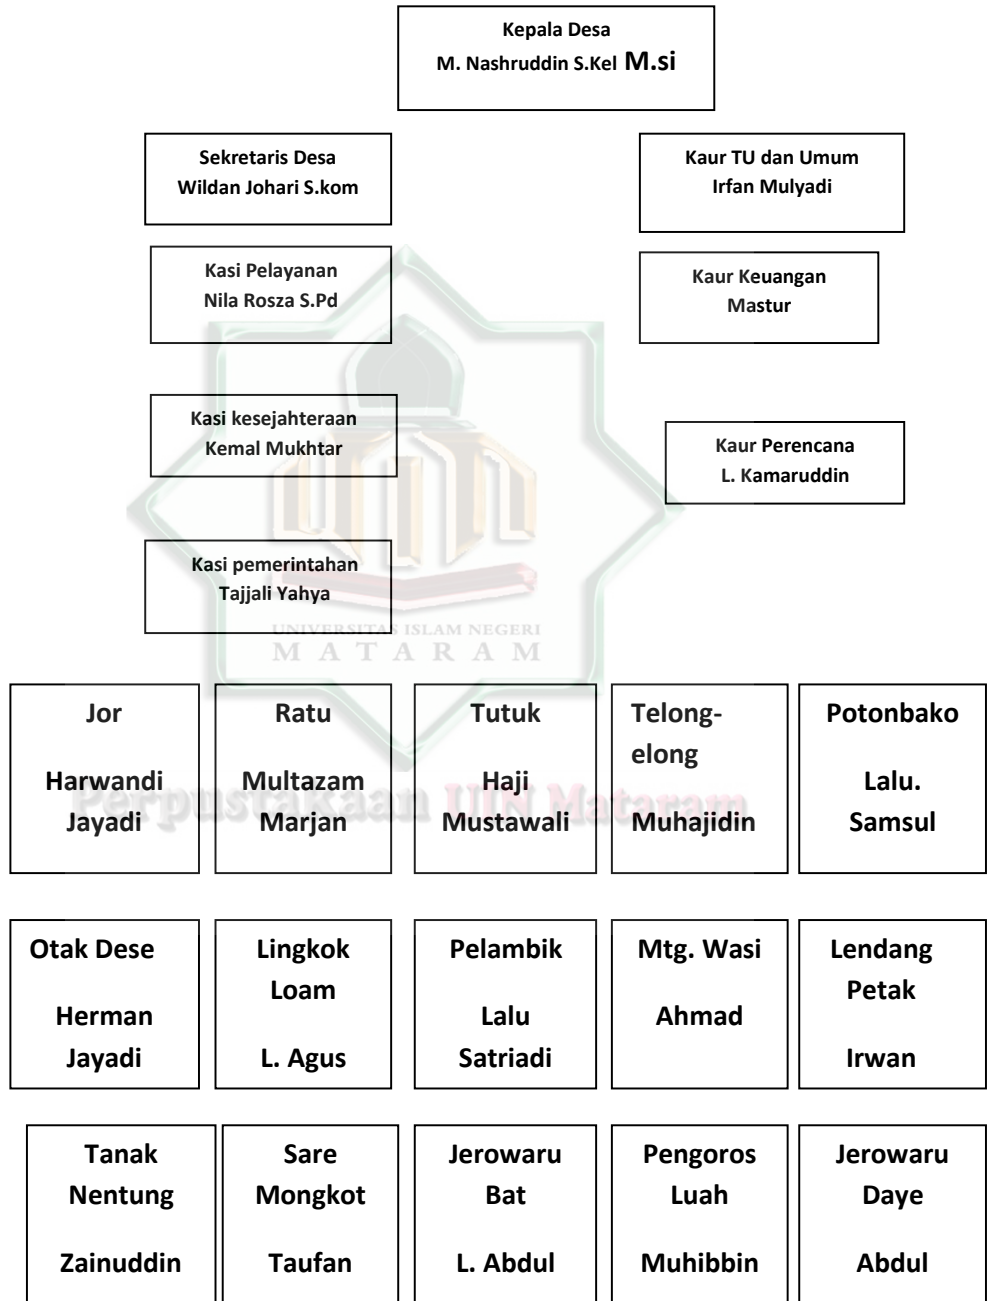 Kepala Desa
M. Nashruddin S.Kel M.si
Sekretaris Desa
Wildan Johari S.kom
Kaur TU dan Umum
Irfan Mulyadi
Kasi Pelayanan
Nila Rosza S.Pd
Kaur Keuangan
Mastur
Kasi kesejahteraan
Kemal Mukhtar
Kaur Perencana
L. Kamaruddin
Kasi pemerintahan
Tajjali Yahya
UNIVERSITAS ISLAM NEGERI
MATARAM
Jor
Harwandi
Jayadi
Ratu
Multazam
Marjan
Tutuk
Haji
Mustawali
Telong-
elong
Muhajidin
Potonbako
Lalu.
Samsul
Perpustakaan UIN Mataram
Otak Dese
Herman
Jayadi
Lingkok
Loam
L. Agus
Pelambik
Lalu
Satriadi
Mtg. Wasi
Ahmad
Lendang
Petak
Irwan
Tanak
Nentung
Zainuddin
Sare
Mongkot
Taufan
Jerowaru
Bat
L. Abdul
Pengoros
Luah
Muhibbin
Jerowaru
Daye
Abdul